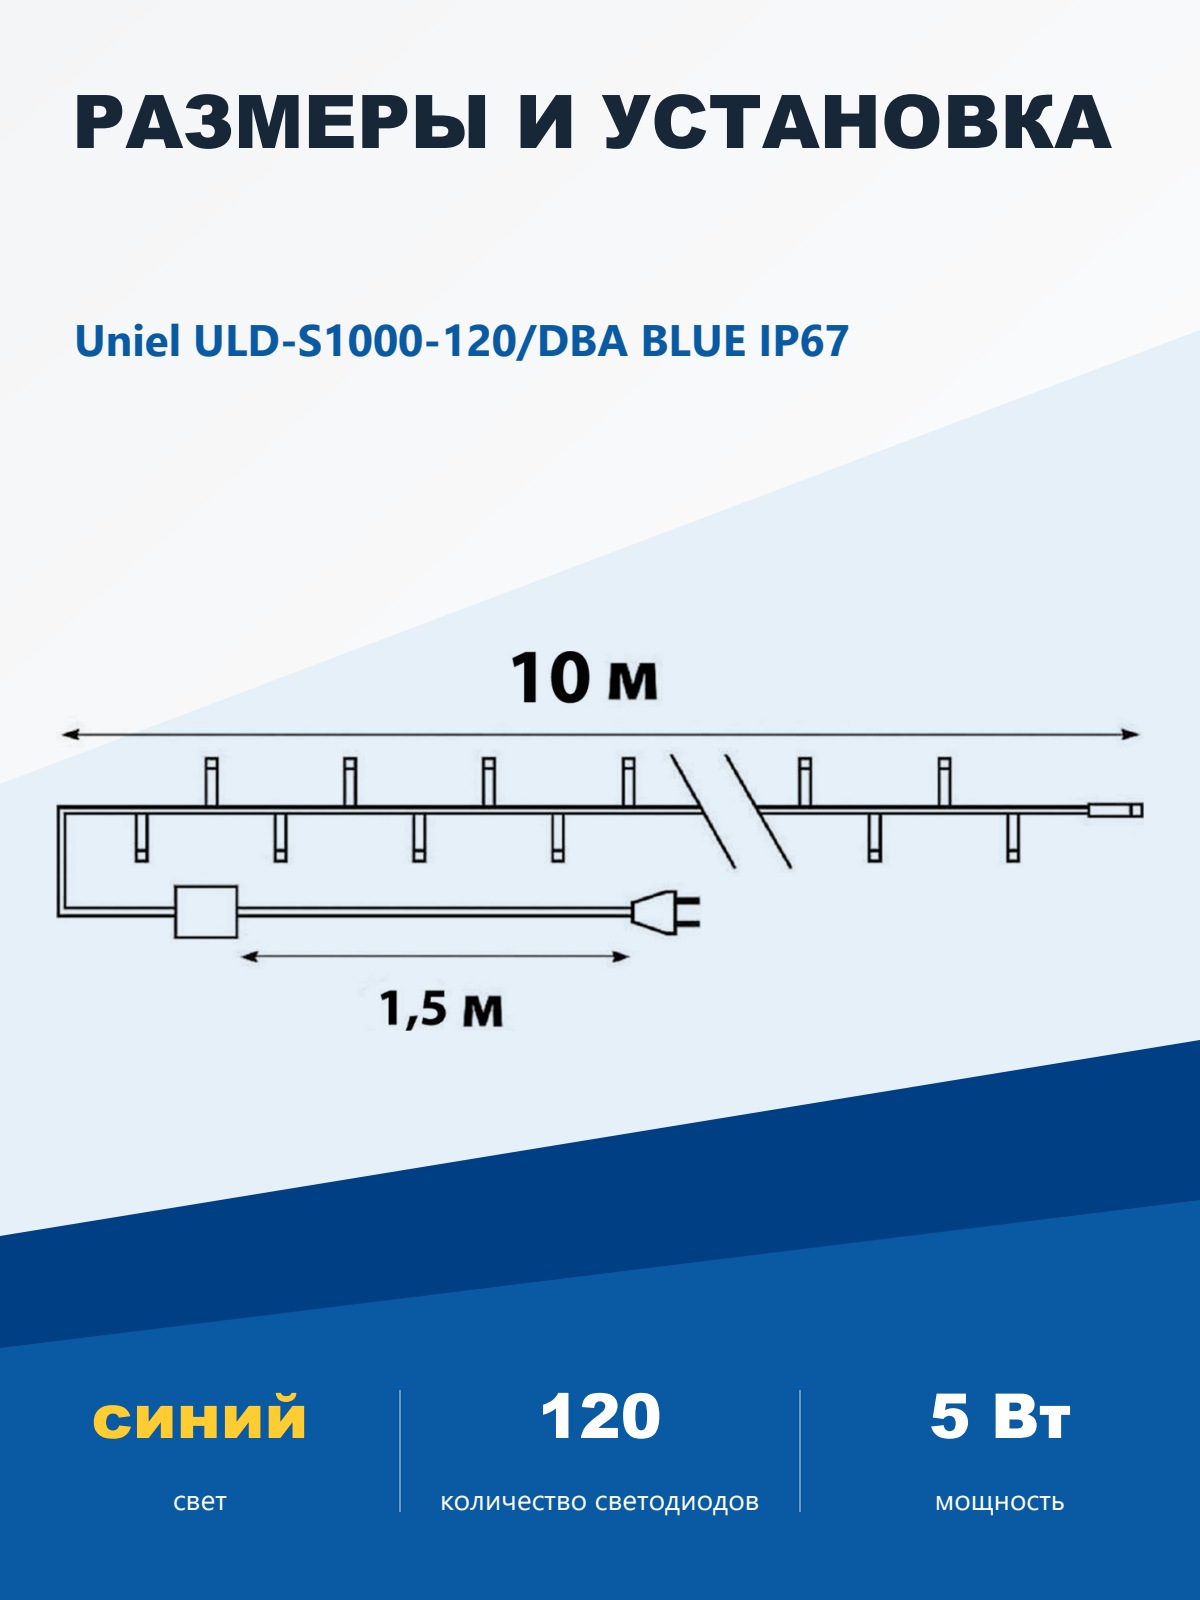 РАЗМЕРЫ И УСТАНОВКА
Uniel ULD-S1000-120/DBA BLUE IP67
10 м
1,5 м
синий
свет
120
количество светодиодов
5 Вт
мощность